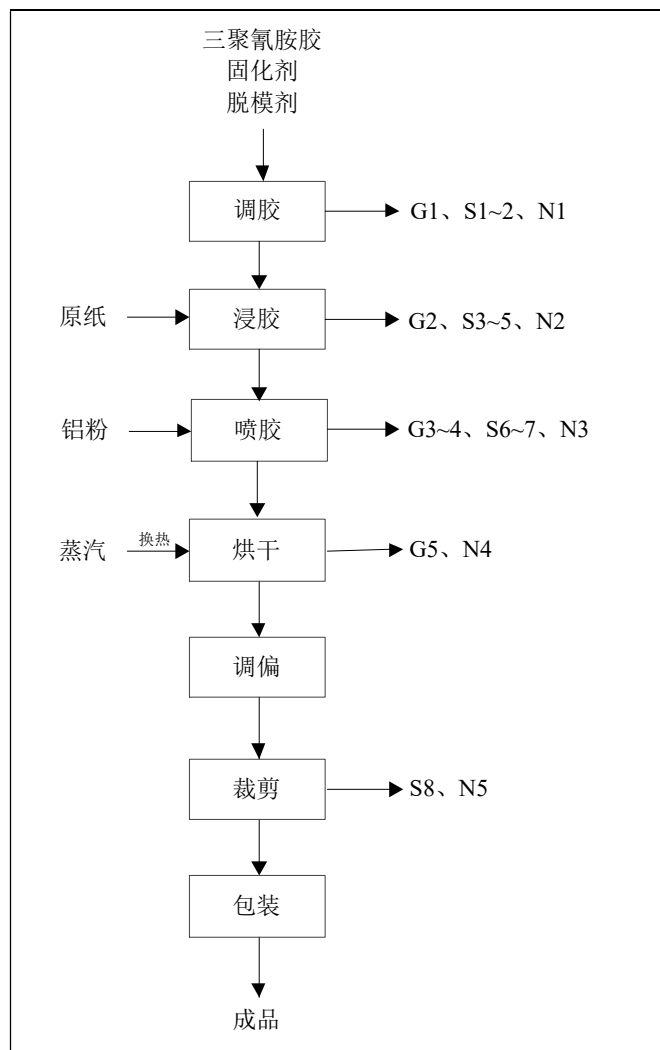 三聚氰胺胶
固化剂
脱模剂
调胶
G1、S1~2、N1
原纸
浸胶
G2、S3~5、N2
铝粉
喷胶
G3~4、S6~7、N3
蒸汽
换热
烘干
G5、N4
调偏
裁剪
S8、N5
包装
成品